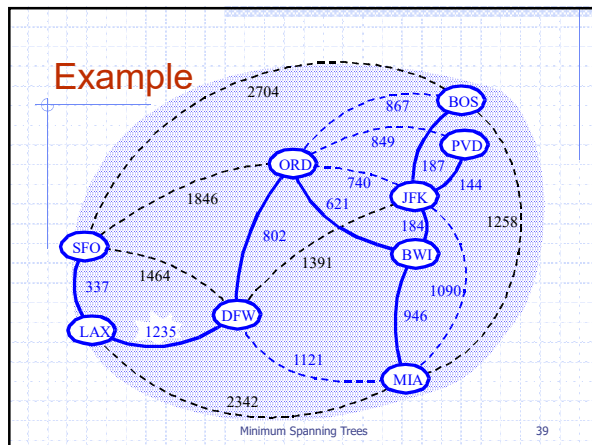 Example
2704
867
BOS
849
PVD
ORD
187
740
144
JFK
1846
621
184
1258
SFO
802
BWI
1391
1464
337
1090
DFW
946
LAX
1235
1121
MIA
2342
Minimum Spanning Trees
39